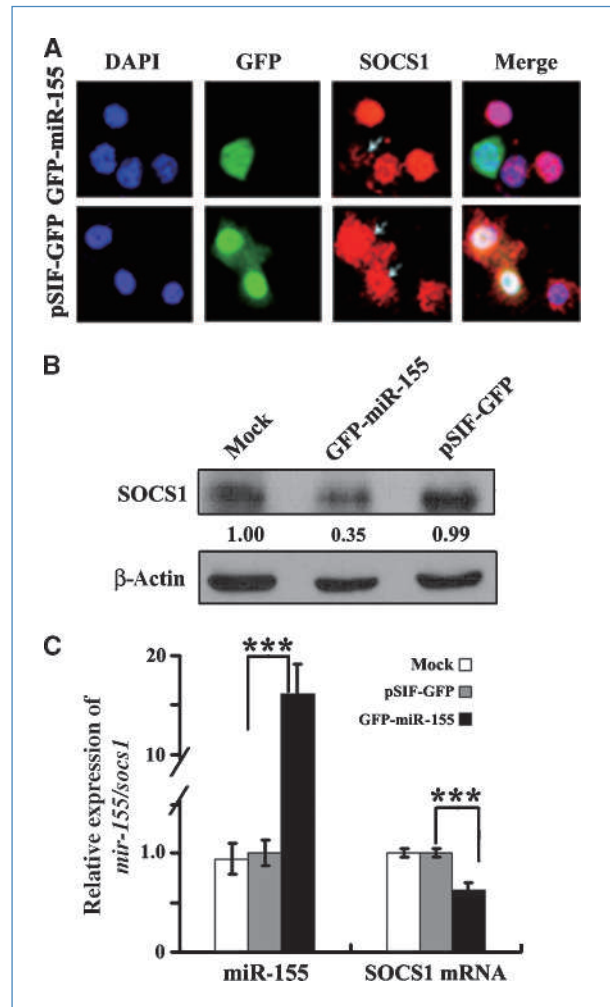 A
DAPI GFP SOCS1 Merge
GFP-miR-155
pSIF-GFP
B
Mock GFP-miR-155 pSIF-GFP
SOCS1
1.00 0.35 0.99
β-Actin
C
Relative expression of
mir-155/socs1
20
10
1.0
0
***
***
Mock
pSIF-GFP
GFP-miR-155
miR-155 SOCS1 mRNA